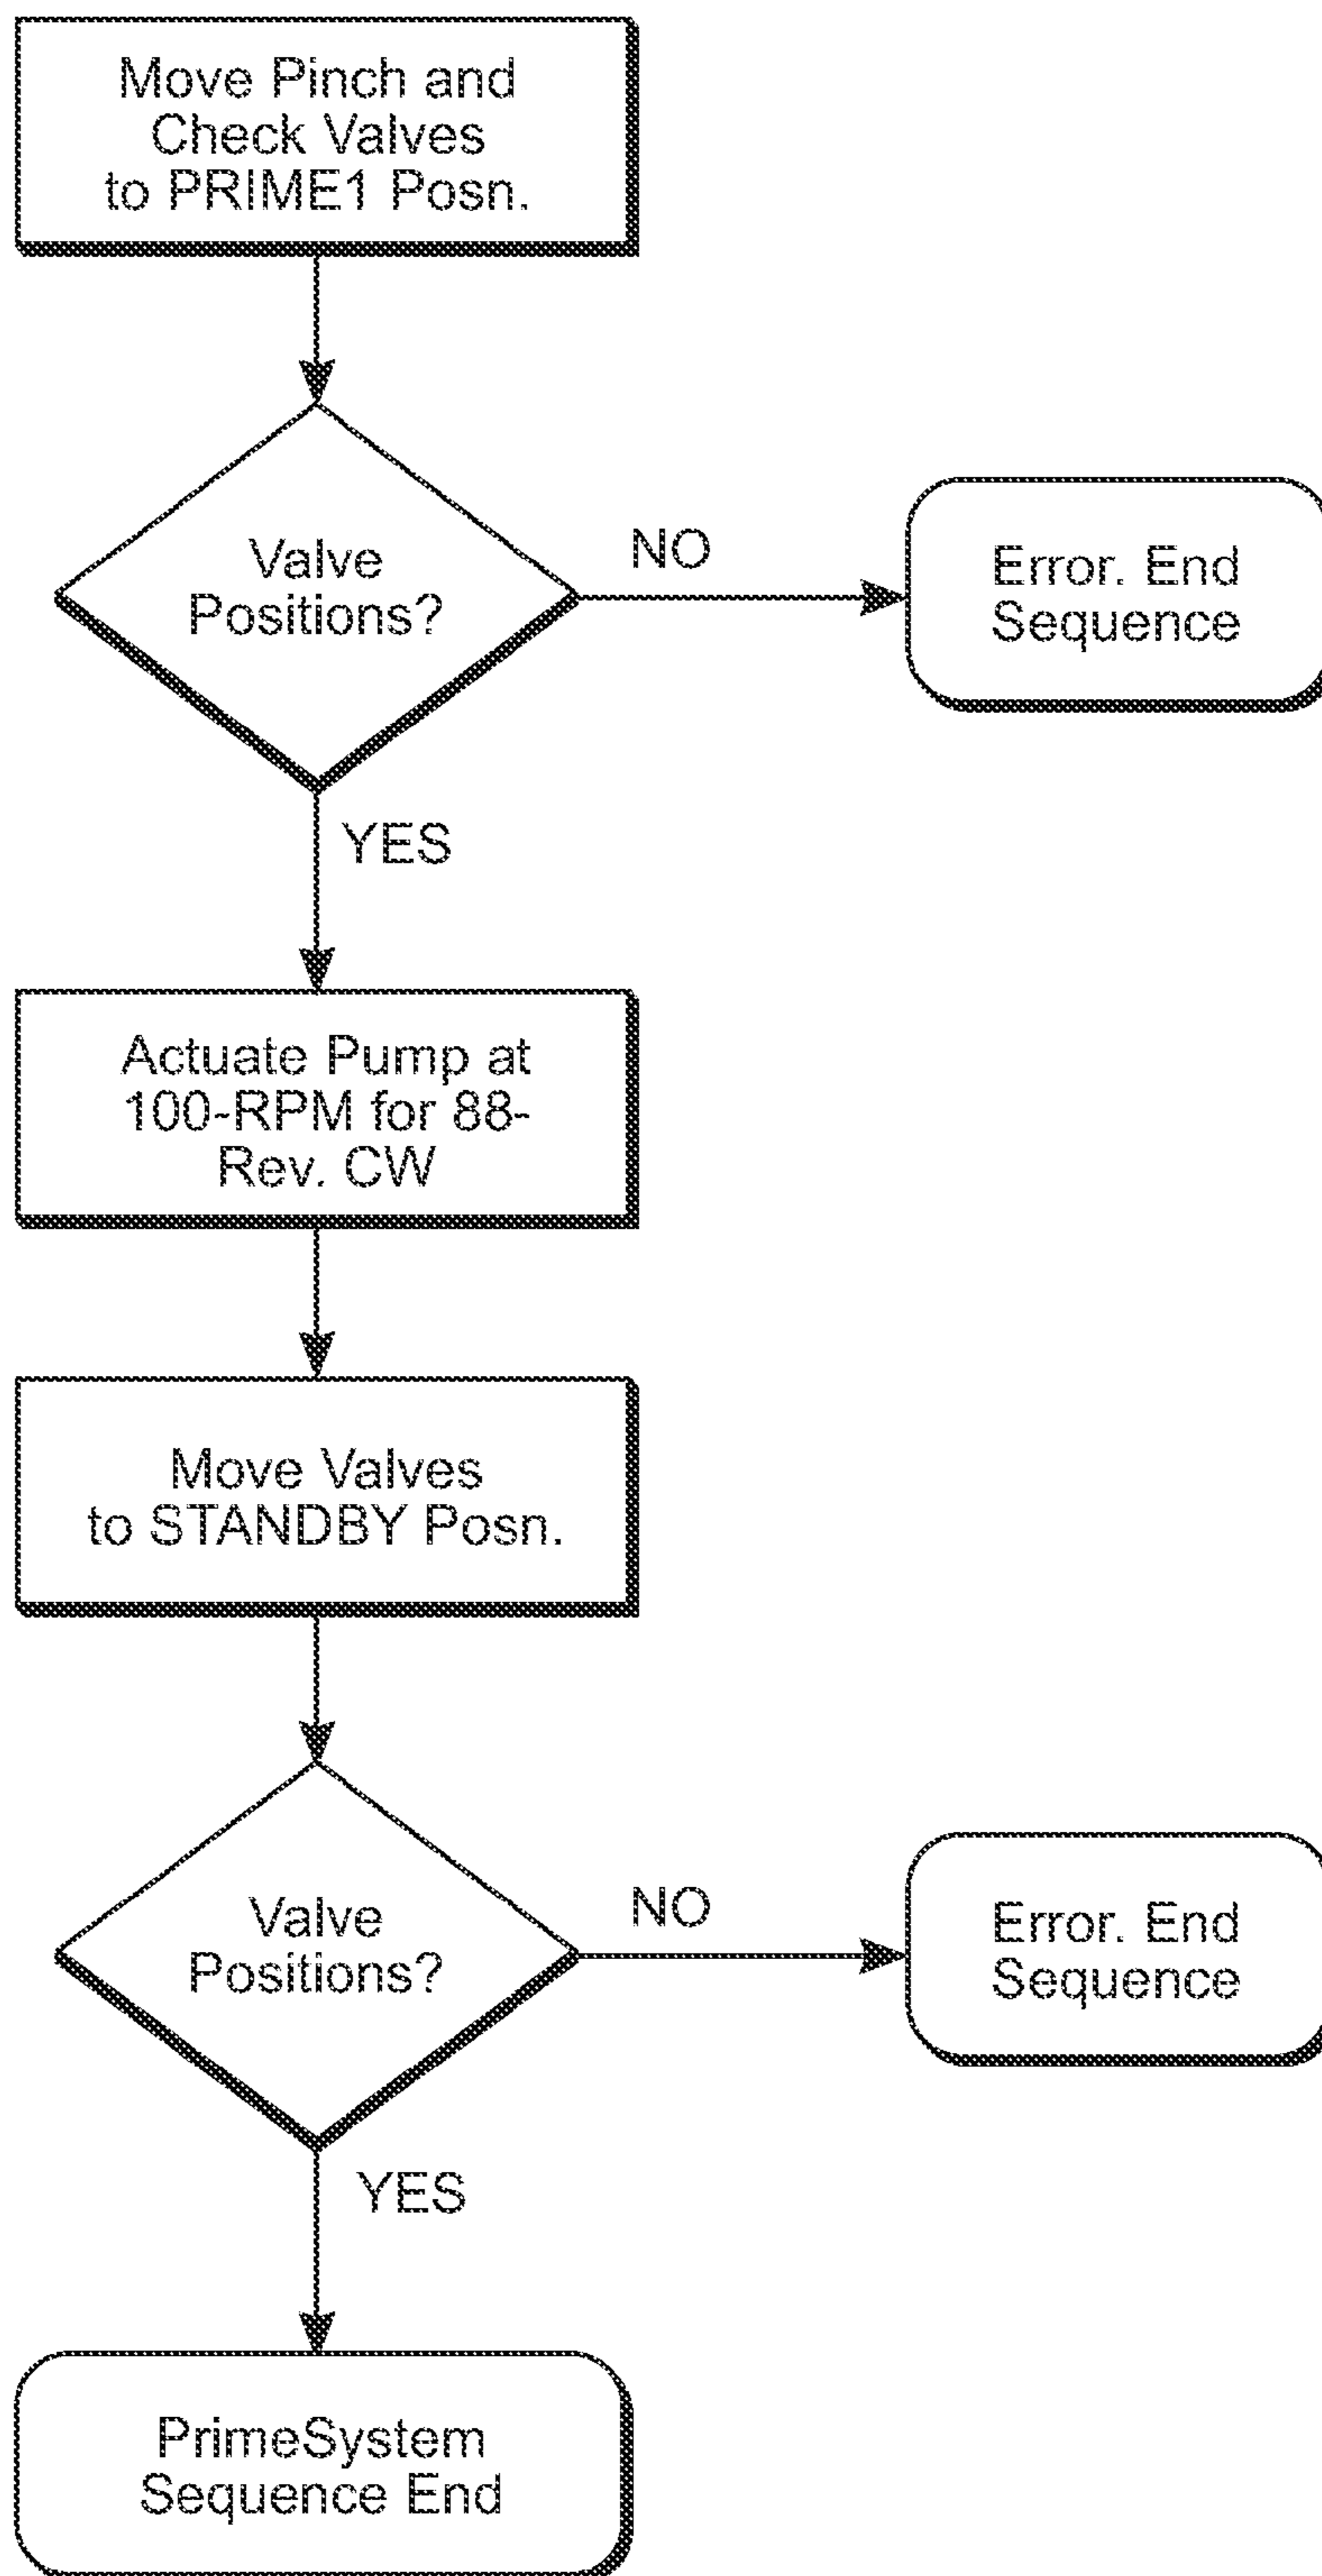 Move Pinch and
Check Valves
to PRIME1 Posn.
Valve
Positions?
NO
Error. End
Sequence
YES
Actuate Pump at
100-RPM for 88-
Rev. CW
Move Valves
to STANDBY Posn.
Valve
Positions?
NO
Error. End
Sequence
YES
PrimeSystem
Sequence End